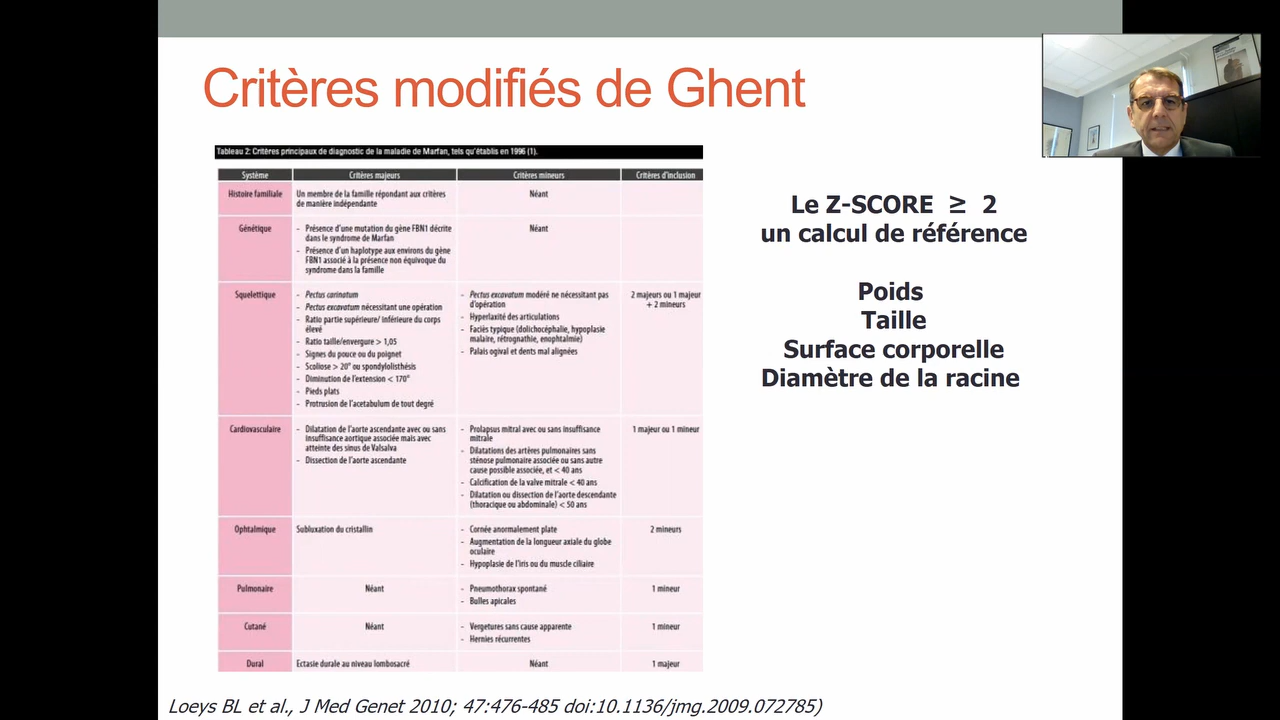 Critères modifiés de Ghent
Tableau 2: Critères principaux de diagnostic de la maladie de Marfan, tels qu'établis en 1996 (1).
Système Critères majeurs Critères mineurs Critères d'inclusion
Histoire familiale
Un membre de la famille répondant aux critères
de manière indépendante
Néant
Génétique
- Présence d'une mutation du gène FBN1 décrite
dans le syndrome de Marfan
- Présence d'un haplotype aux environs du gène
FBN1 associé à la présence non équivoque du
syndrome dans la famille
Néant
Squelettique
- Pectus carinatum
- Pectus excavatum nécessitant une opération
- Ratio partie supérieure/ inférieure du corps
élevé
- Ratio taille/envergure > 1,05
- Signes du pouce ou du poignet
- Scoliose > 20° ou spondylolisthésis
- Diminution de l'extension < 170°
- Pieds plats
- Protrusion de l'acetabulum de tout degré
- Pectus excavatum modéré ne nécessitant pas
d'opération
- Hyperlaxité des articulations
- Faciès typique (dolichocéphalie, hypoplasie
malaire, rétrognathie, enophtalmie)
- Palais ogival et dents mal alignées
2 majeurs ou 1 majeur
+ 2 mineurs
Cardiovasculaire
- Dilatation de l'aorte ascendante avec ou sans
insuffisance aortique associée mais avec
atteinte des sinus de Valsalva
- Dissection de l'aorte ascendante
- Prolapsus mitral avec ou sans insuffisance
mitrale
- Dilatations des artères pulmonaires sans
sténose pulmonaire associée ou sans autre
cause possible associée, et < 40 ans
- Calcification de la valve mitrale < 40 ans
- Dilatation ou dissection de l'aorte descendante
(thoracique ou abdominale) < 50 ans
1 majeur ou 1 mineur
Ophtalmique
Subluxation du cristallin
- Cornée anormalement plate
- Augmentation de la longueur axiale du globe
oculaire
- Hypoplasie de l'iris ou du muscle ciliaire
2 mineurs
Pulmonaire
Néant
- Pneumothorax spontané
- Bulles apicales
1 mineur
Cutané
Néant
- Vergetures sans cause apparente
- Hernies récurrentes
1 mineur
Dural
Ectasie durale au niveau lombosacré
Néant
1 majeur
Le Z-SCORE ≥ 2
un calcul de référence
Poids
Taille
Surface corporelle
Diamètre de la racine
Loeys BL et al., J Med Genet 2010; 47:476-485 doi:10.1136/jmg.2009.072785)